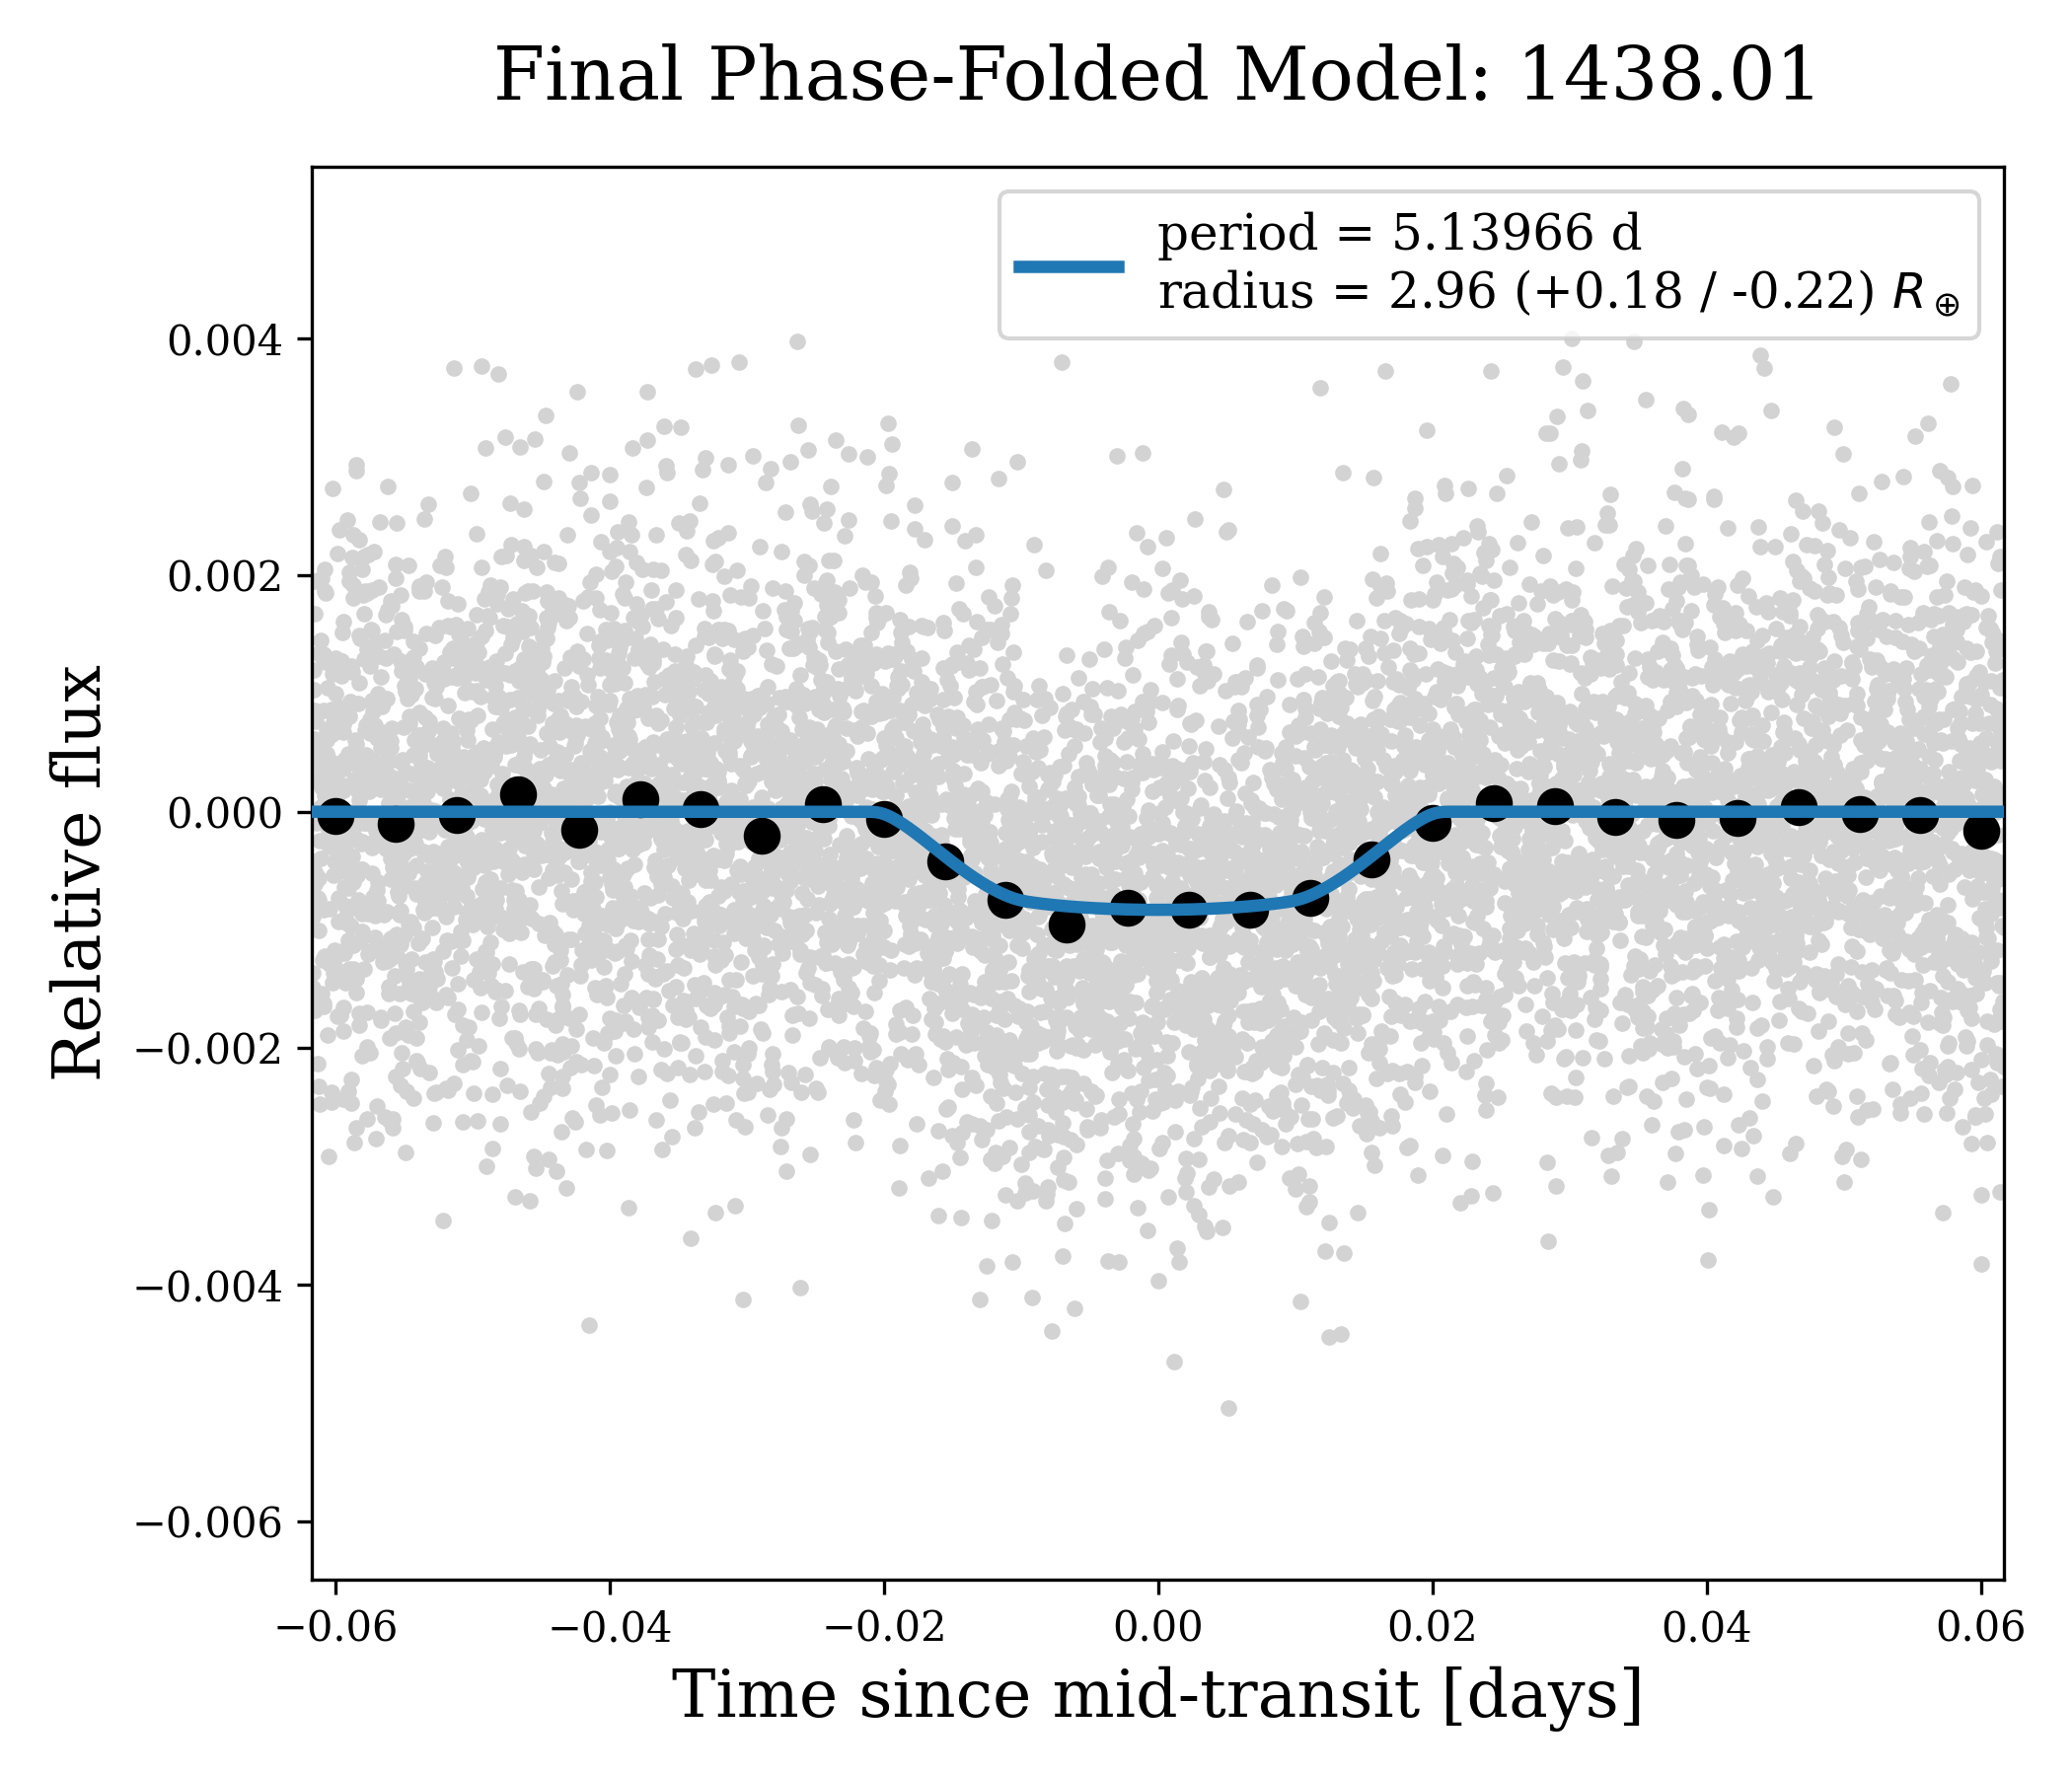 Final Phase-Folded Model: 1438.01
period = 5.13966 d
radius = 2.96 (+0.18 / -0.22) R⊕
0.004
0.002
0.000
−0.002
−0.004
−0.006
Relative flux
−0.06
−0.04
−0.02
0.00
0.02
0.04
0.06
Time since mid-transit [days]